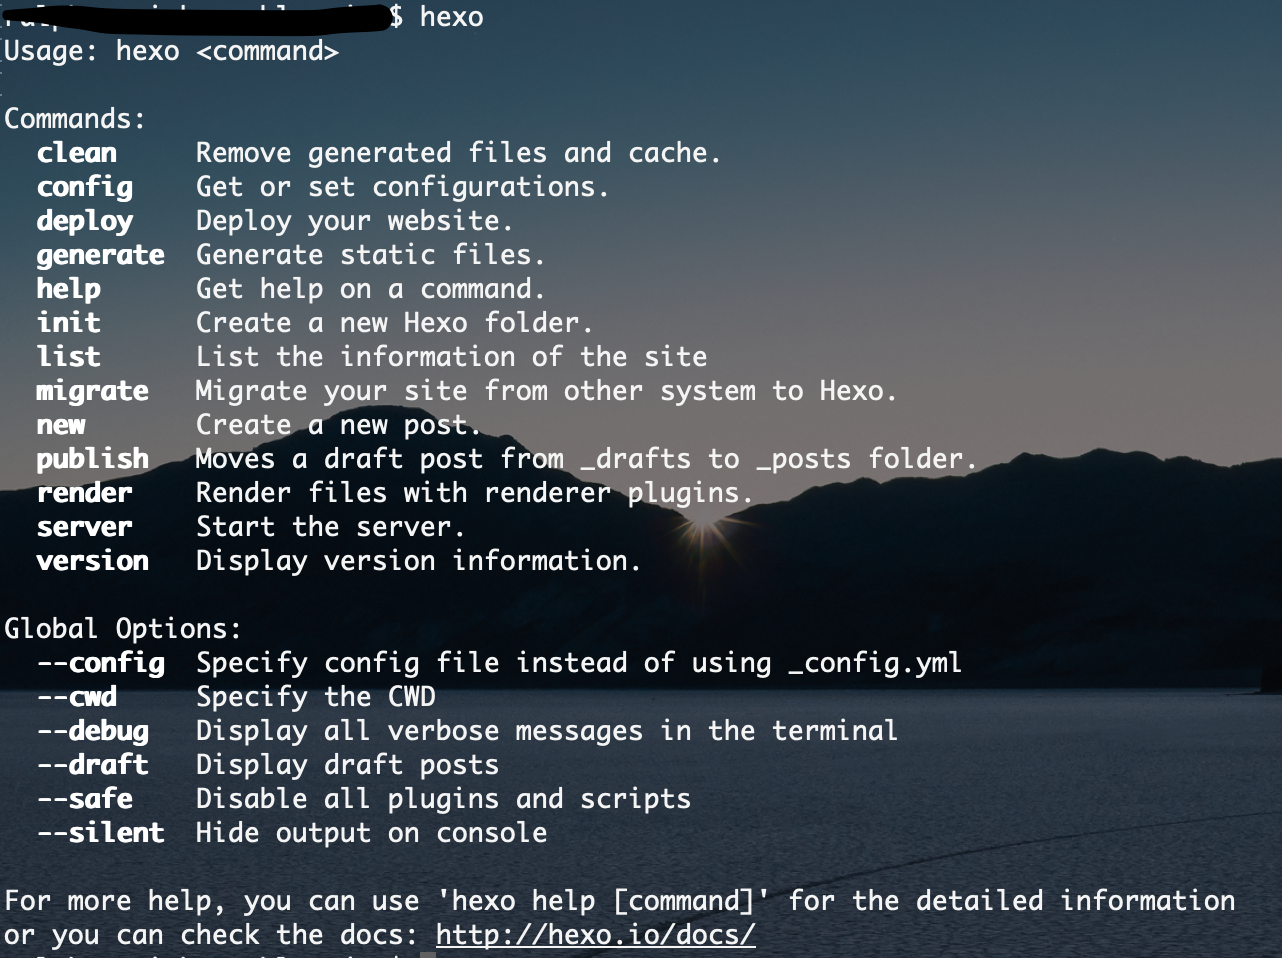 $ hexo
Usage: hexo <command>
Commands:
clean Remove generated files and cache.
config Get or set configurations.
deploy Deploy your website.
generate Generate static files.
help Get help on a command.
init Create a new Hexo folder.
list List the information of the site
migrate Migrate your site from other system to Hexo.
new Create a new post.
publish Moves a draft post from _drafts to _posts folder.
render Render files with renderer plugins.
server Start the server.
version Display version information.
Global Options:
--config Specify config file instead of using _config.yml
--cwd Specify the CWD
--debug Display all verbose messages in the terminal
--draft Display draft posts
--safe Disable all plugins and scripts
--silent Hide output on console
For more help, you can use 'hexo help [command]' for the detailed information
or you can check the docs: http://hexo.io/docs/